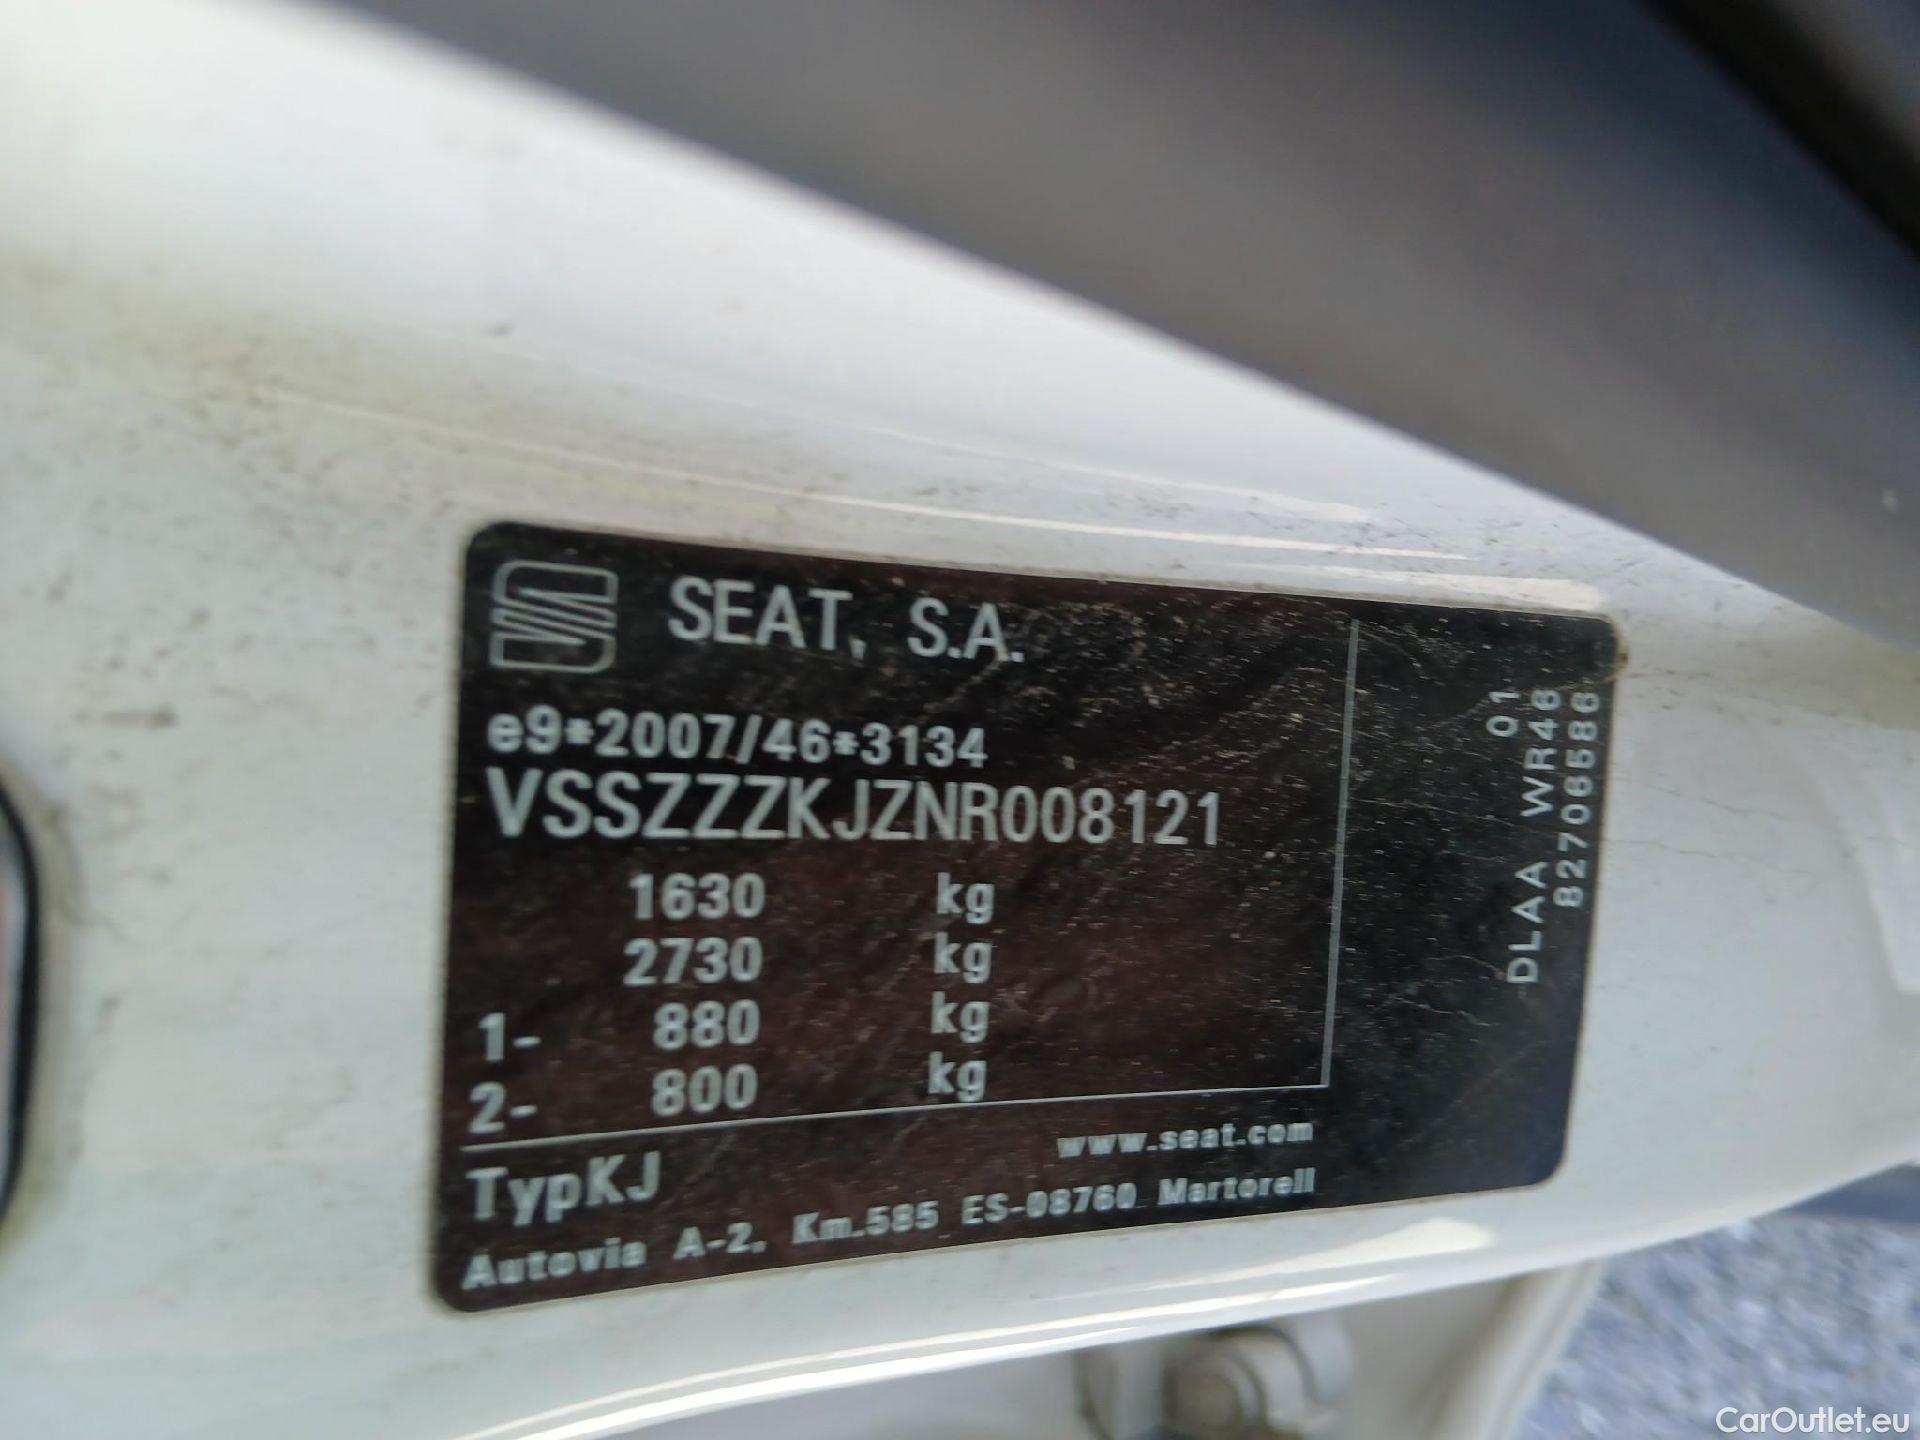 SEAT, S.A.
e9*2007/46*3134
VSSZZZKJZNR008121
1630 kg
2730 kg
1- 880 kg
2- 800 kg
TypKJ
www.seat.com
Autovia A-2, Km.585 ES-08760 Martorell
01
DLAA WR46
82706586
CarOutlet.eu